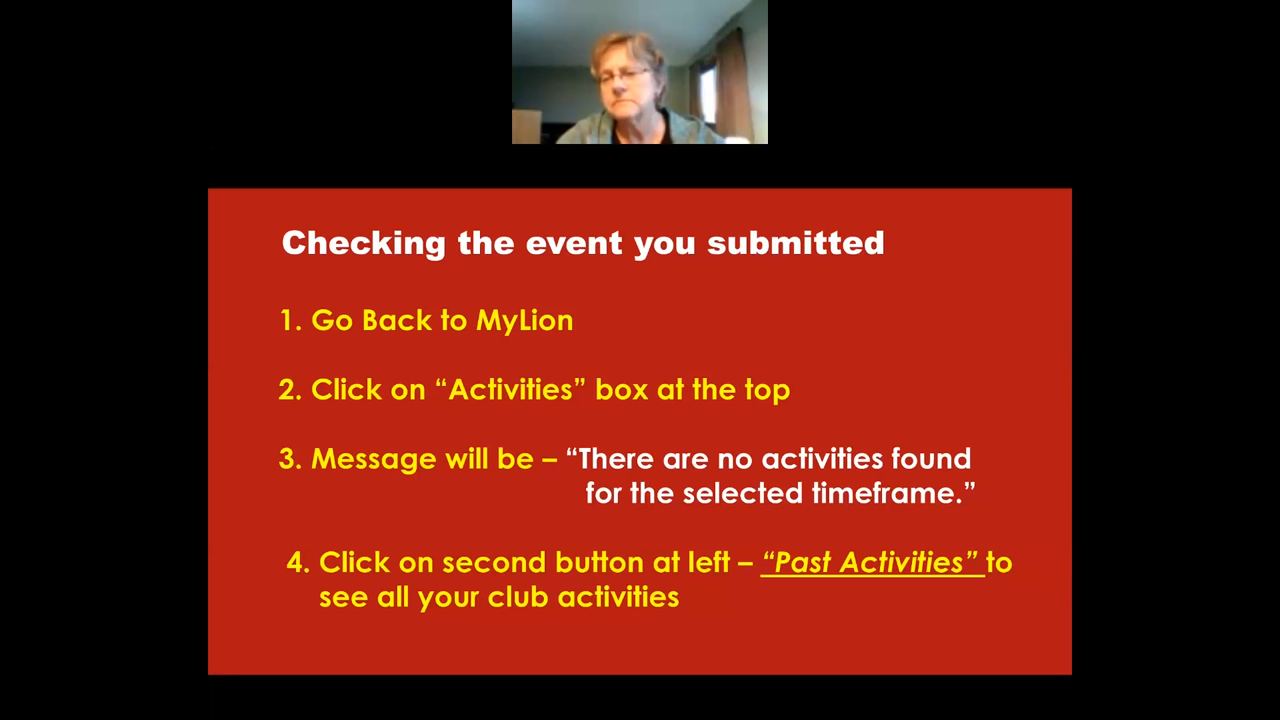 Checking the event you submitted
1. Go Back to MyLion
2. Click on “Activities” box at the top
3. Message will be – “There are no activities found
for the selected timeframe.”
4. Click on second button at left – “Past Activities” to
see all your club activities